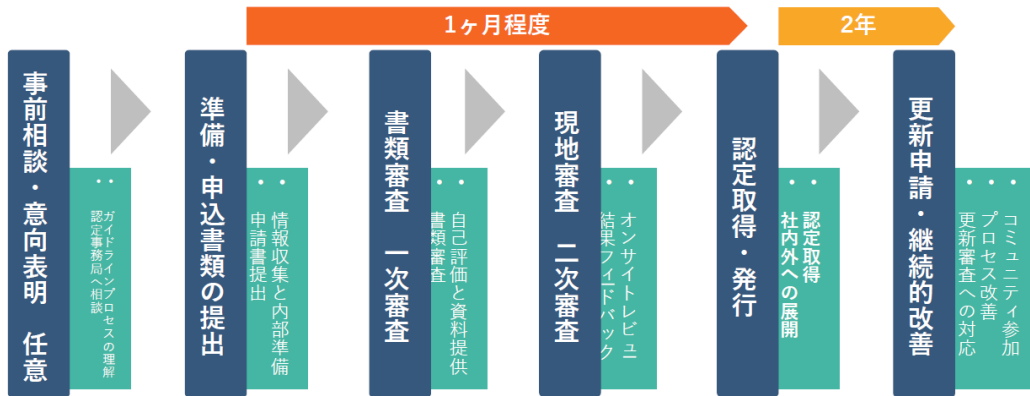 1ヶ月程度
2年
事前相談・意向表明　任意
・ガイドラインプロセスの理解
・認定事務局へ相談
準備・申込書類の提出
・情報収集と内部準備
・申請書提出
書類審査　一次審査
・自己評価と資料提供
・書類審査
現地審査　二次審査
・オンサイトレビュー
・結果フィードバック
認定取得・発行
・認定取得
・社内外への展開
更新申請・継続的改善
・コミュニティ参加
・プロセス改善
・更新審査への対応